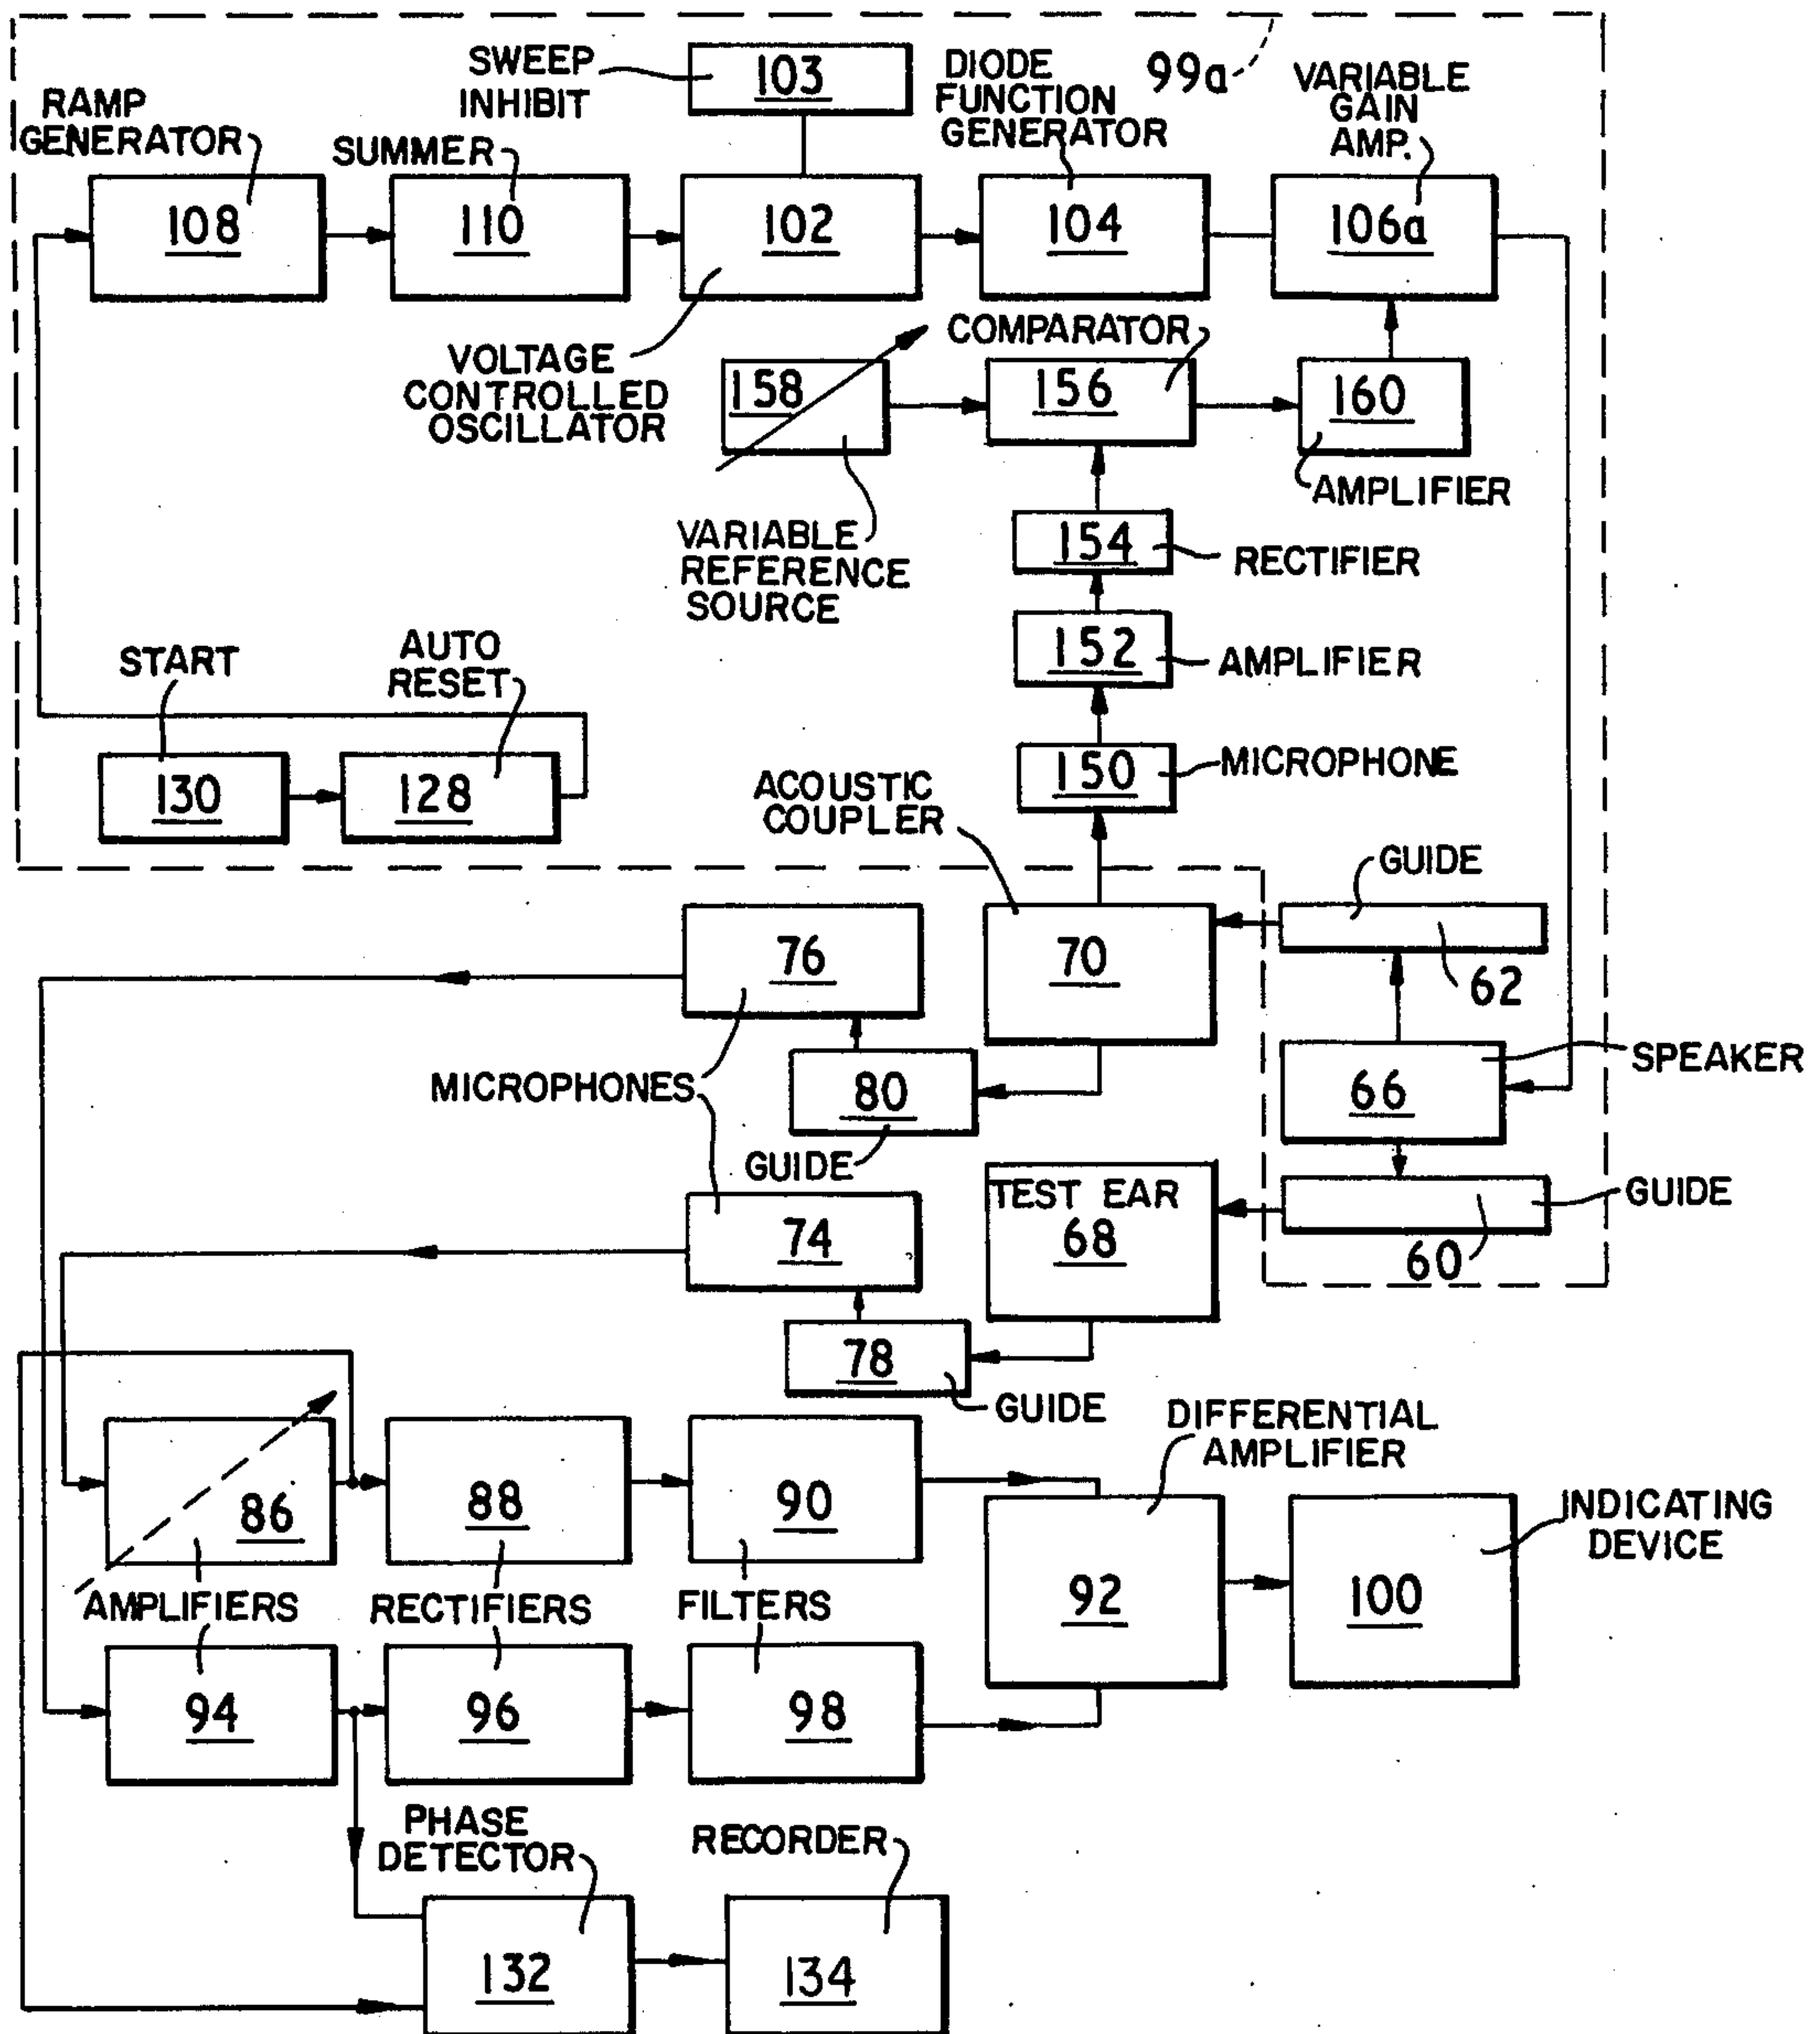 99a
SWEEP
INHIBIT
103
DIODE
FUNCTION
GENERATOR
VARIABLE
GAIN
AMP.
RAMP
GENERATOR
SUMMER
108
110
102
104
106a
VOLTAGE
CONTROLLED
OSCILLATOR
158
COMPARATOR
156
160
AMPLIFIER
VARIABLE
REFERENCE
SOURCE
154
RECTIFIER
152
AMPLIFIER
START
AUTO
RESET
130
128
150
MICROPHONE
ACOUSTIC
COUPLER
GUIDE
76
70
62
MICROPHONES
80
GUIDE
66
SPEAKER
74
TEST EAR
68
GUIDE
60
78
GUIDE
DIFFERENTIAL
AMPLIFIER
86
88
90
INDICATING
DEVICE
AMPLIFIERS
RECTIFIERS
FILTERS
92
100
94
96
98
PHASE
DETECTOR
RECORDER
132
134